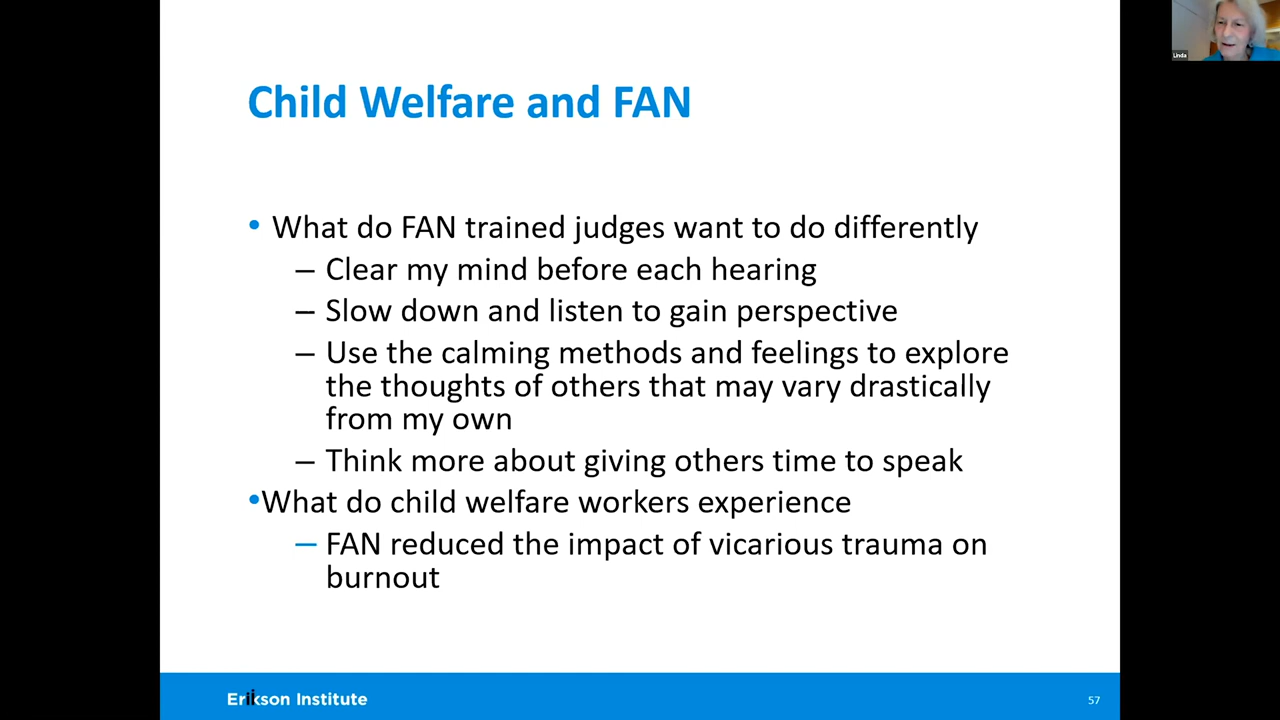 Linda
Child Welfare and FAN
• What do FAN trained judges want to do differently
– Clear my mind before each hearing
– Slow down and listen to gain perspective
– Use the calming methods and feelings to explore
the thoughts of others that may vary drastically
from my own
– Think more about giving others time to speak
•What do child welfare workers experience
– FAN reduced the impact of vicarious trauma on
burnout
Erikson Institute
57